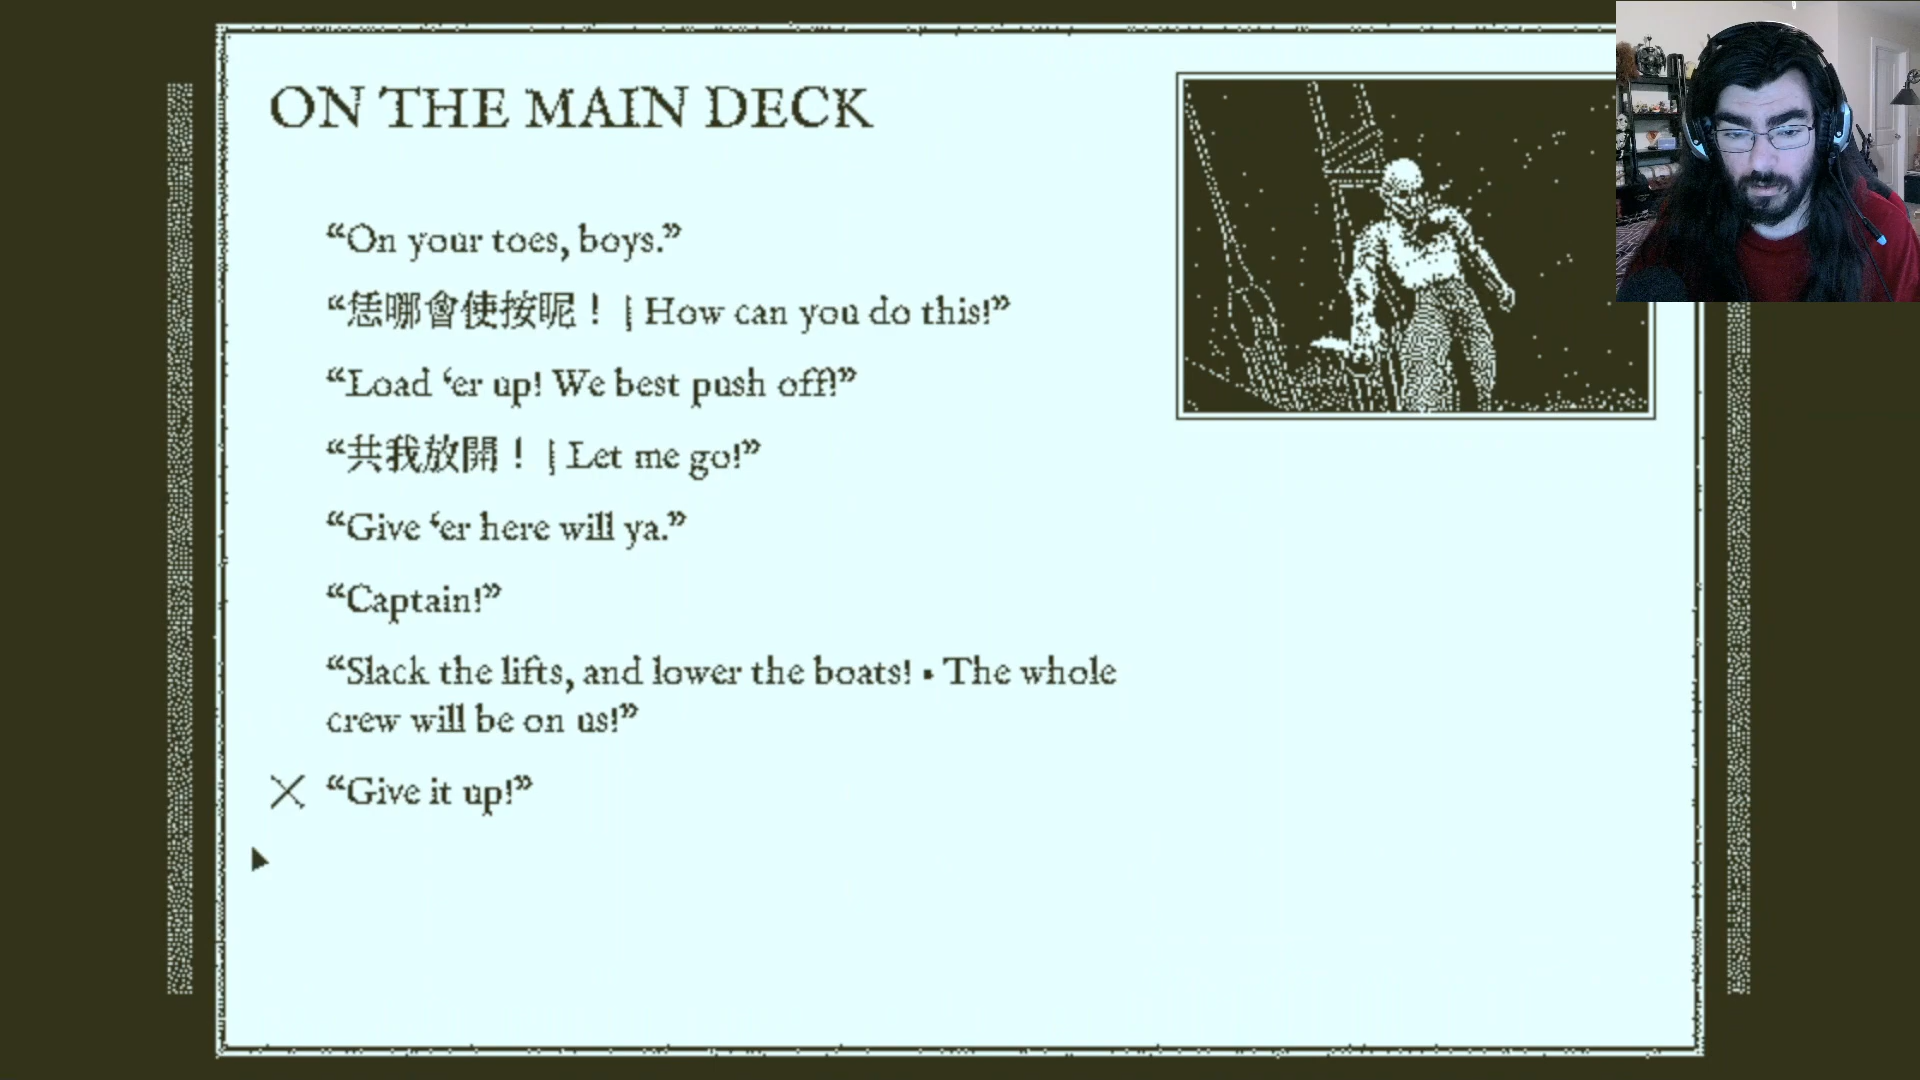 ON THE MAIN DECK
“On your toes, boys.”
“恁哪會使按呢！ | How can you do this!”
“Load ‘er up! We best push off!”
“共我放開！ | Let me go!”
“Give ‘er here will ya.”
“Captain!”
“Slack the lifts, and lower the boats! • The whole
crew will be on us!”
“Give it up!”